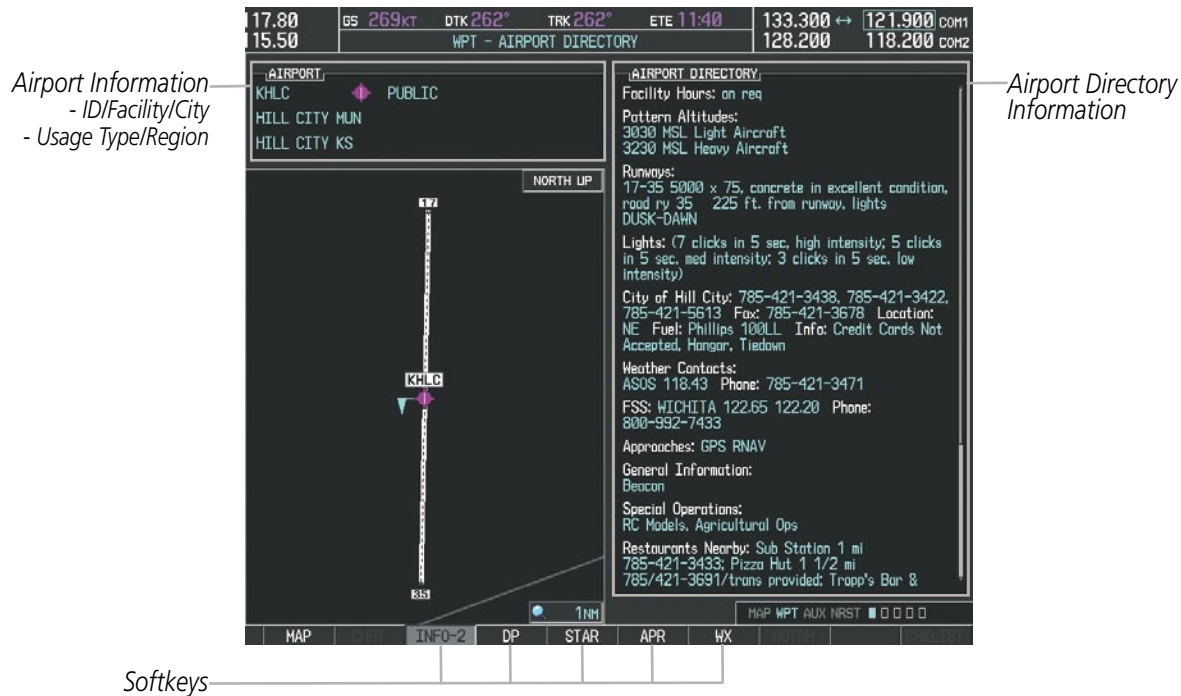 17.80 GS 269KT DTK 262° TRK 262° ETE 11:40 133.300 ↔ 121.900 COM1
15.50 WPT - AIRPORT DIRECTORY 128.200 118.200 COM2
Airport Information
- ID/Facility/City
- Usage Type/Region
AIRPORT
KHLC PUBLIC
HILL CITY MUN
HILL CITY KS
NORTH UP
17
KHLC
35
1NM
AIRPORT DIRECTORY
Facility Hours: on req
Pattern Altitudes:
3030 MSL Light Aircraft
3230 MSL Heavy Aircraft
Runways:
17-35 5000 x 75, concrete in excellent condition,
road ry 35 225 ft. from runway, lights
DUSK-DAWN
Lights: (7 clicks in 5 sec, high intensity; 5 clicks
in 5 sec, med intensity; 3 clicks in 5 sec, low
intensity)
City of Hill City: 785-421-3438, 785-421-3422,
785-421-5613 Fax: 785-421-3678 Location:
NE Fuel: Phillips 100LL Info: Credit Cards Not
Accepted, Hangar, Tiedown
Weather Contacts:
ASOS 118.43 Phone: 785-421-3471
FSS: WICHITA 122.65 122.20 Phone:
800-992-7433
Approaches: GPS RNAV
General Information:
Beacon
Special Operations:
RC Models, Agricultural Ops
Restaurants Nearby: Sub Station 1 mi
785-421-3433; Pizza Hut 1 1/2 mi
785/421-3691/trans provided; Trapp's Bar &
Airport Directory
Information
MAP WPT AUX NRST
MAP CHRT INFO-2 DP STAR APR WX NOTAM CHKLIST
Softkeys